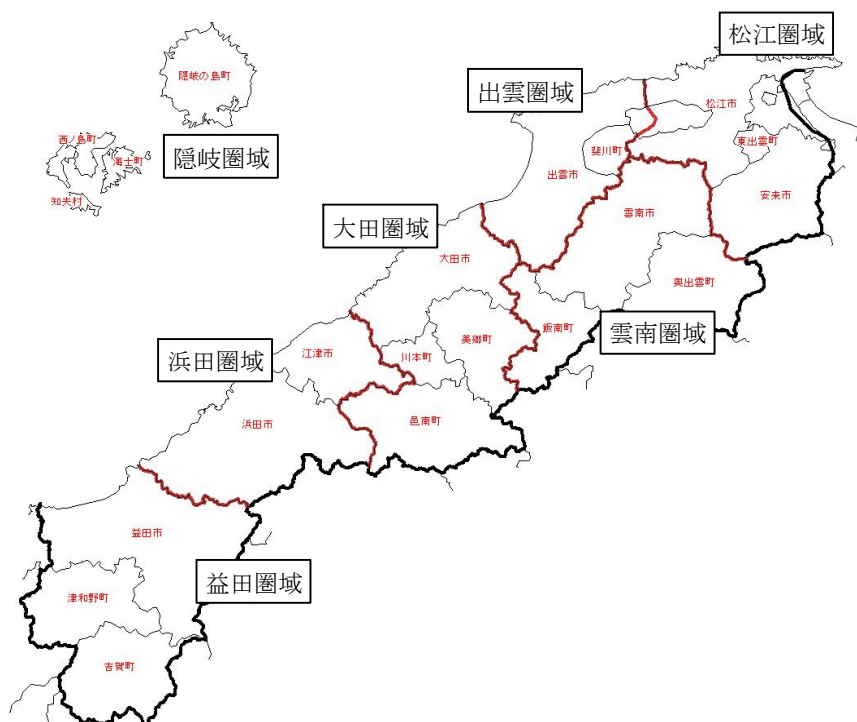 松江圏域
隠岐の島町
出雲圏域
松江市
西ノ島町
海士町
隠岐圏域
東出雲町
斐川町
出雲市
知夫村
安来市
雲南市
大田圏域
大田市
奥出雲町
飯南町
雲南圏域
美郷町
川本町
江津市
浜田圏域
浜田市
邑南町
益田市
益田圏域
津和野町
吉賀町